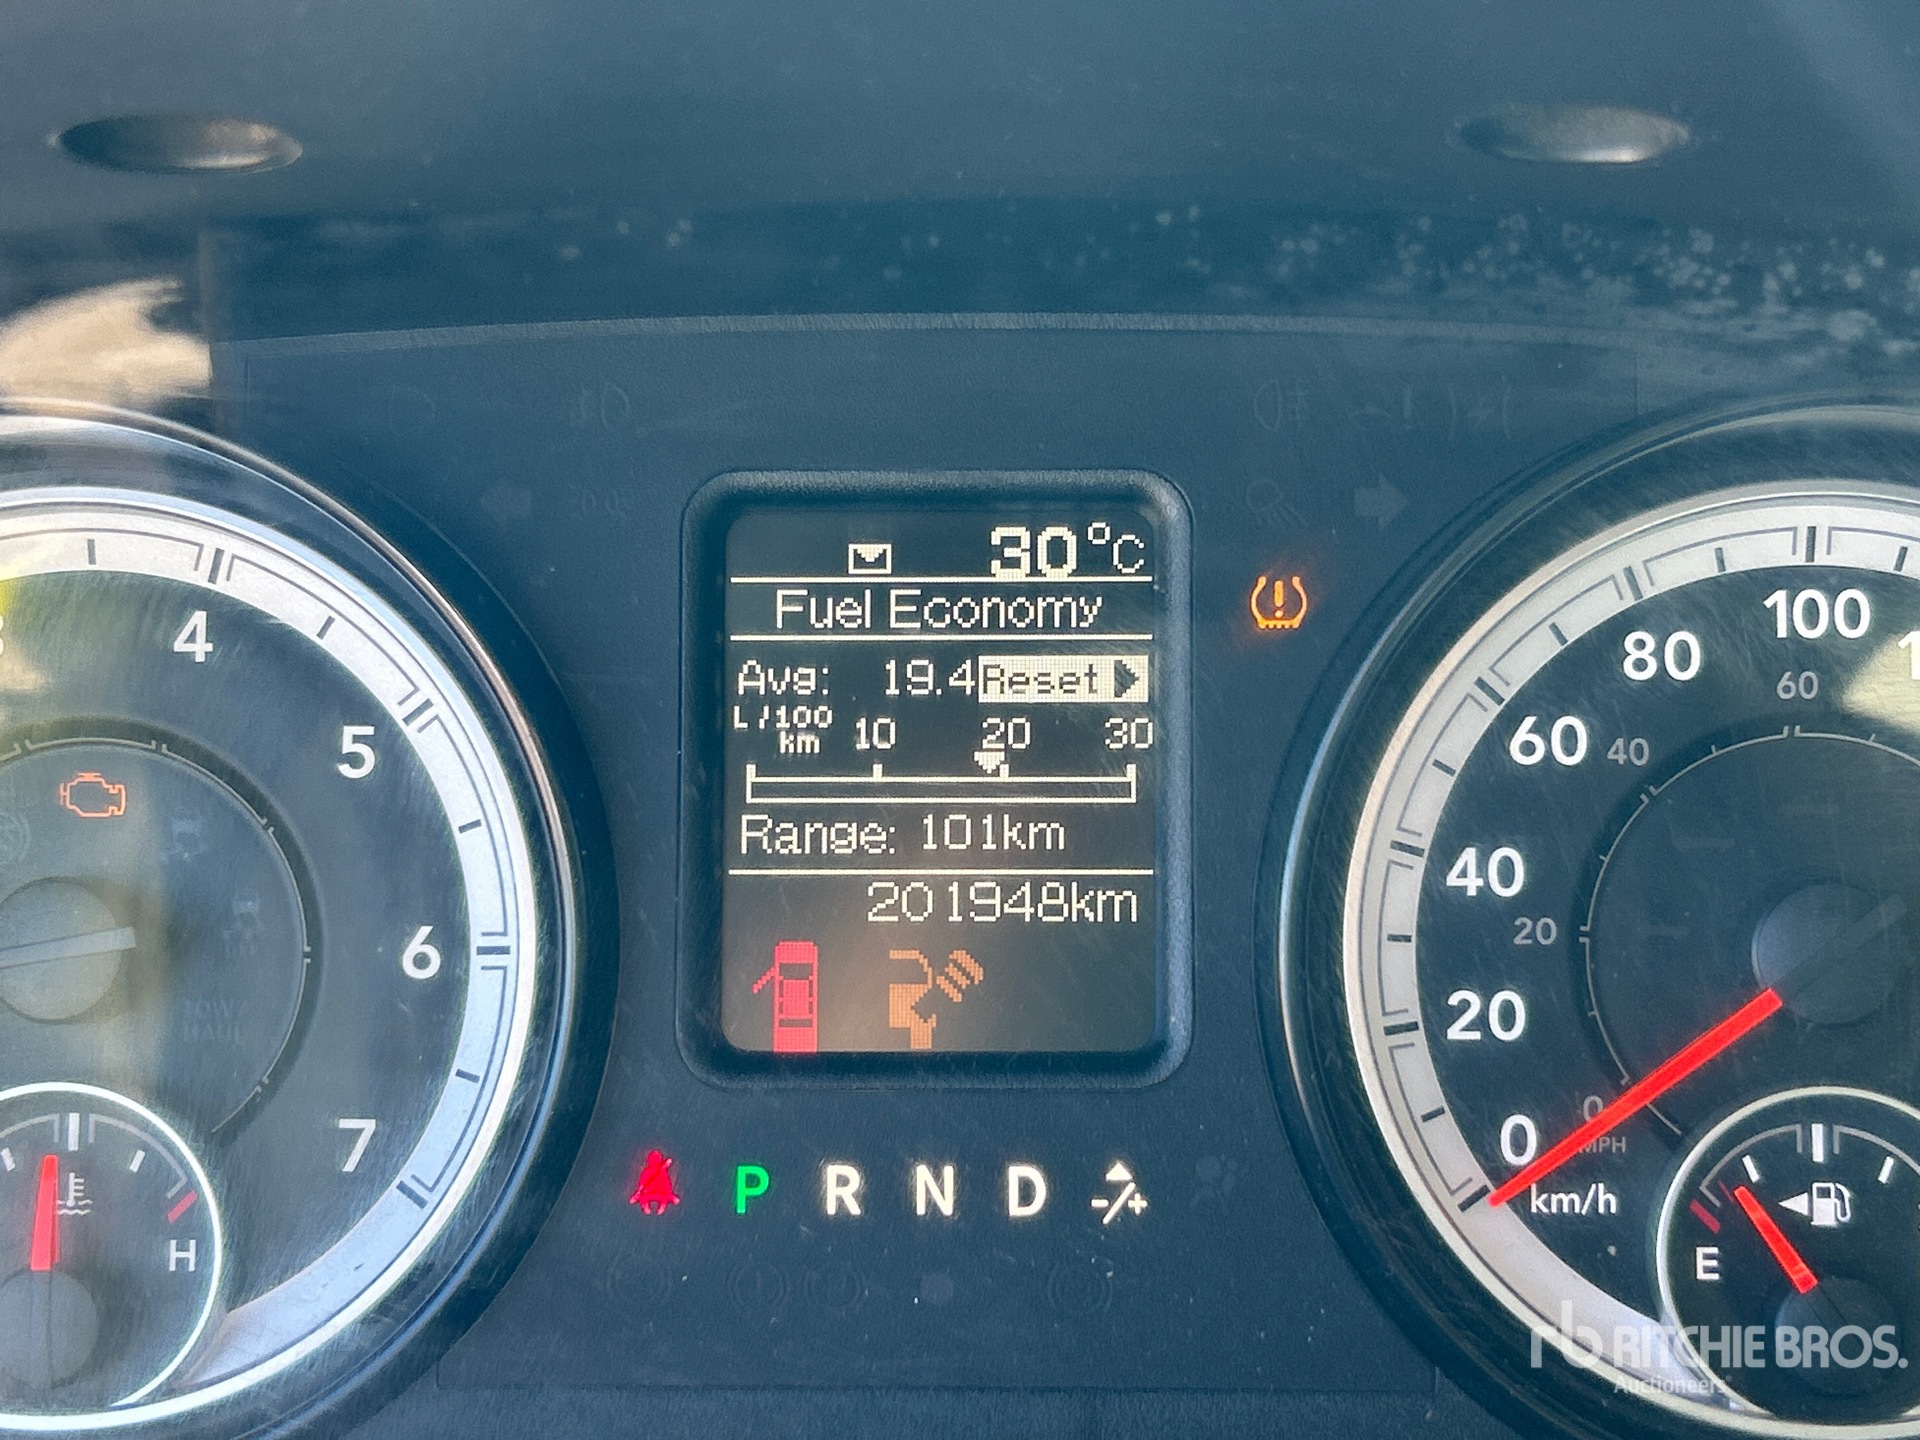 30°C
Fuel Economy
Avg: 19.4 Reset
L/100 km
10 20 30
Range: 101km
201948km
P R N D -/+
4
5
6
7
H
100
80
60
40
20
0
km/h
60
40
20
0
MPH
E
rb RITCHIE BROS.
Auctioneers